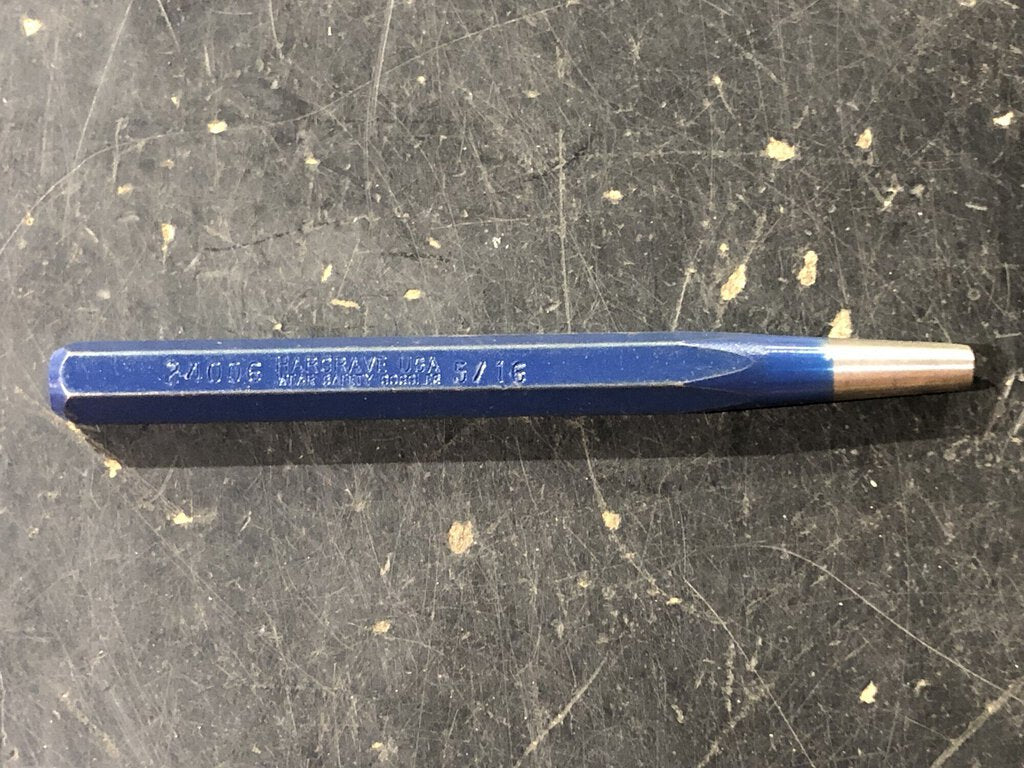 24006 HARGRAVE USA 5/16
WEAR SAFETY GOGGLES